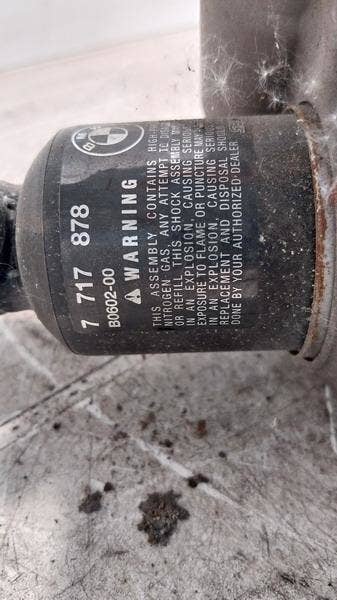 BMW
7 717 878
B0602-00
WARNING
THIS ASSEMBLY CONTAINS HIGH-
NITROGEN GAS, ANY ATTEMPT TO
OR REFILL THIS SHOCK ASSEMBLY
IN AN EXPLOSION, CAUSING
EXPOSURE TO FLAME OR PUNCTURE MAY
IN AN EXPLOSION, CAUSING
REPLACEMENT AND DISPOSAL
DONE BY YOUR AUTHORIZED DEALER